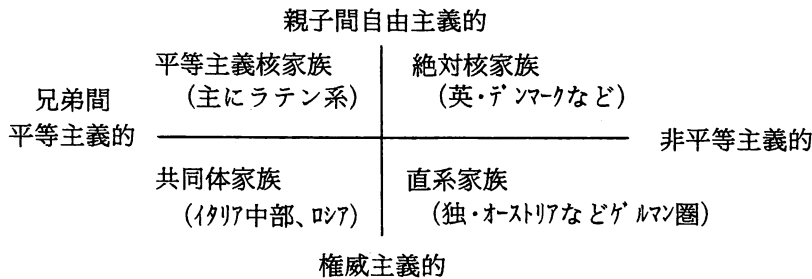 親子間自由主義的
平等主義核家族
(主にラテン系)
絶対核家族
(英・デンマークなど)
兄弟間
平等主義的
非平等主義的
共同体家族
(イタリア中部、ロシア)
直系家族
(独・オーストリアなどゲルマン圏)
権威主義的